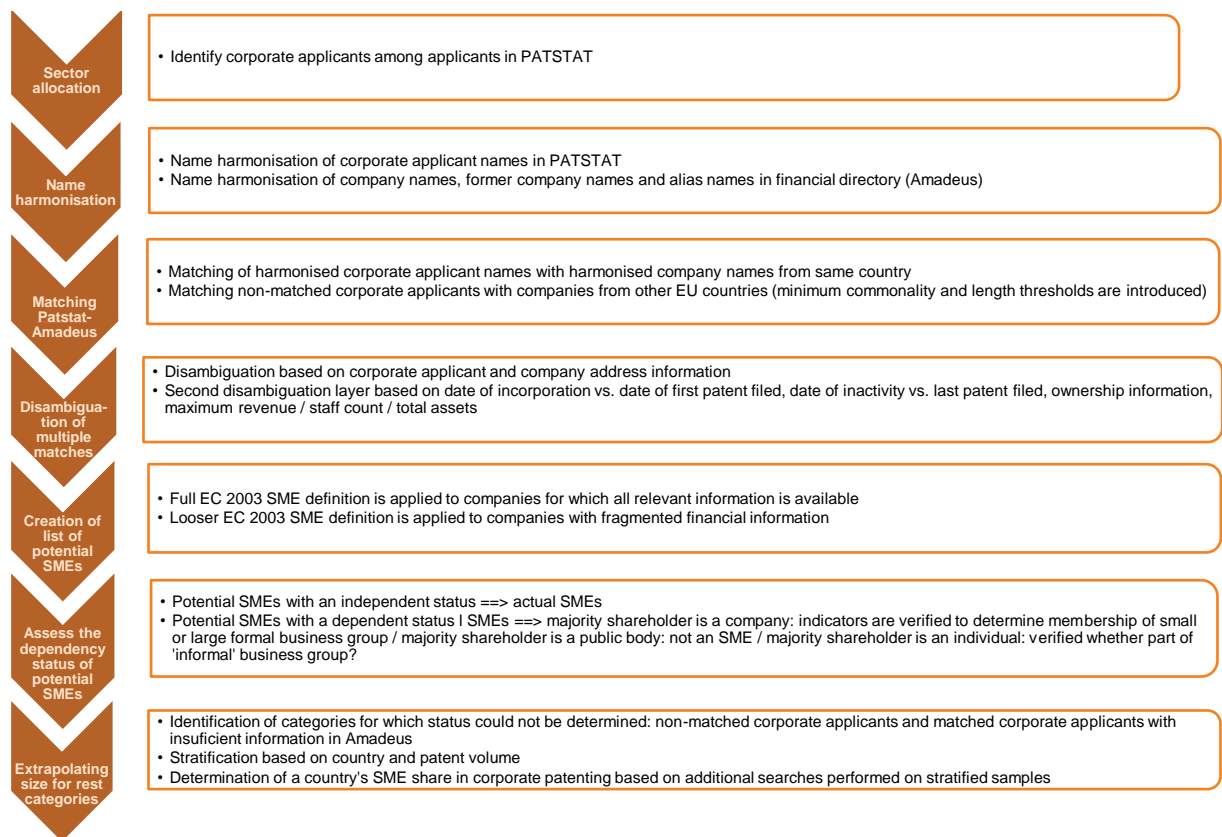 Sector
allocation
• Identify corporate applicants among applicants in PATSTAT
Name
harmonisation
• Name harmonisation of corporate applicant names in PATSTAT
• Name harmonisation of company names, former company names and alias names in financial directory (Amadeus)
Matching
Patstat-
Amadeus
• Matching of harmonised corporate applicant names with harmonised company names from same country
• Matching non-matched corporate applicants with companies from other EU countries (minimum commonality and length thresholds are introduced)
Disambigua-
tion of
multiple
matches
• Disambiguation based on corporate applicant and company address information
• Second disambiguation layer based on date of incorporation vs. date of first patent filed, date of inactivity vs. last patent filed, ownership information,
maximum revenue / staff count / total assets
Creation of
list of
potential
SMEs
• Full EC 2003 SME definition is applied to companies for which all relevant information is available
• Looser EC 2003 SME definition is applied to companies with fragmented financial information
Assess the
dependency
status of
potential
SMEs
• Potential SMEs with an independent status ==> actual SMEs
• Potential SMEs with a dependent status l SMEs ==> majority shareholder is a company: indicators are verified to determine membership of small
or large formal business group / majority shareholder is a public body: not an SME / majority shareholder is an individual: verified whether part of
'informal' business group?
Extrapolating
size for rest
categories
• Identification of categories for which status could not be determined: non-matched corporate applicants and matched corporate applicants with
insuficient information in Amadeus
• Stratification based on country and patent volume
• Determination of a country's SME share in corporate patenting based on additional searches performed on stratified samples